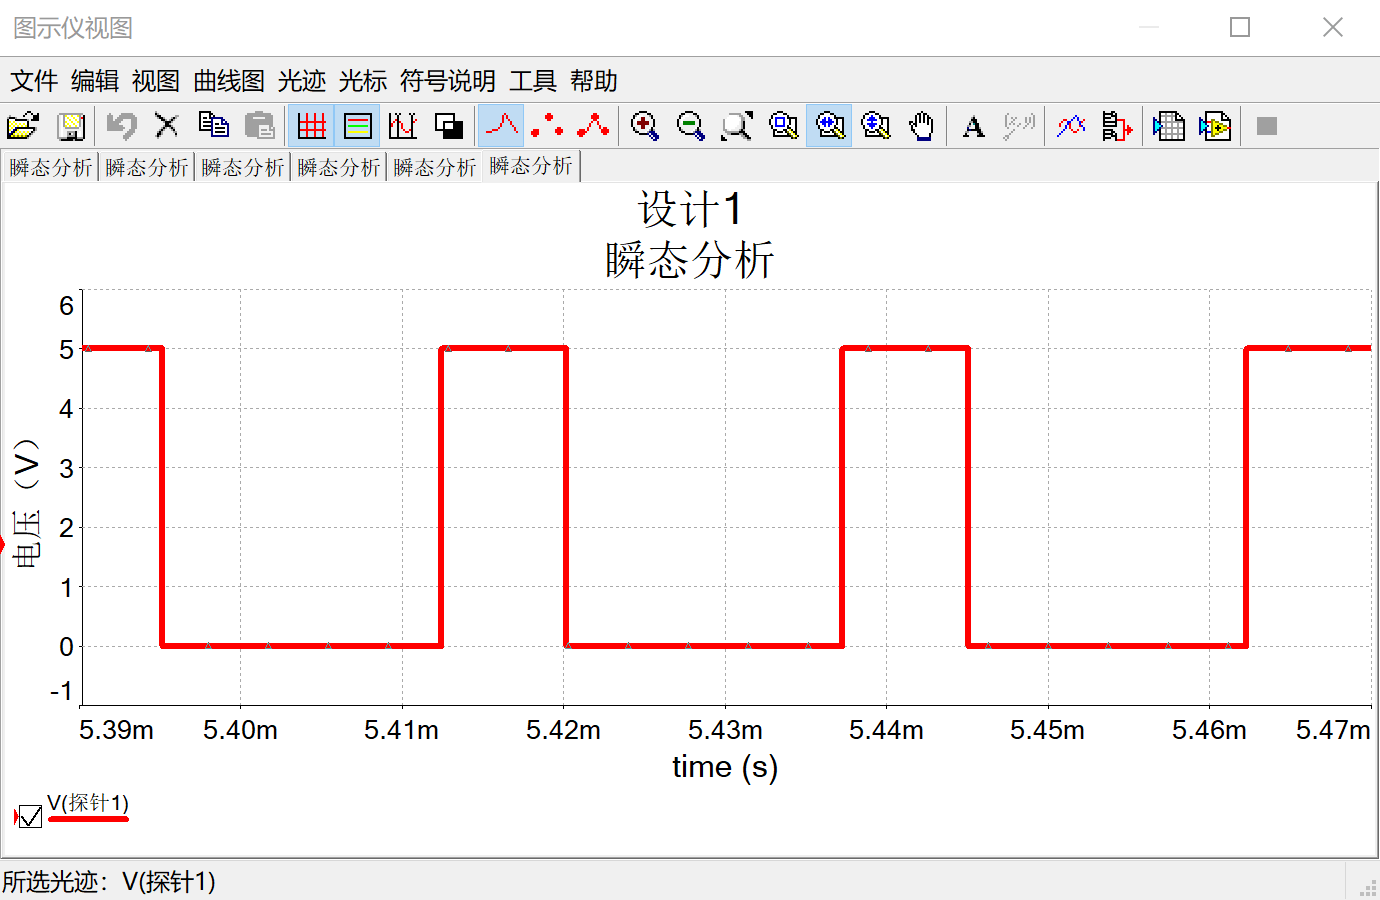 图示仪视图
文件 编辑 视图 曲线图 光迹 光标 符号说明 工具 帮助
A (x,y)
瞬态分析 瞬态分析 瞬态分析 瞬态分析 瞬态分析 瞬态分析
设计1
瞬态分析
6
5
4
3
2
1
0
-1
电压（V）
5.39m 5.40m 5.41m 5.42m 5.43m 5.44m 5.45m 5.46m 5.47m
time (s)
V(探针1)
所选光迹：V(探针1)